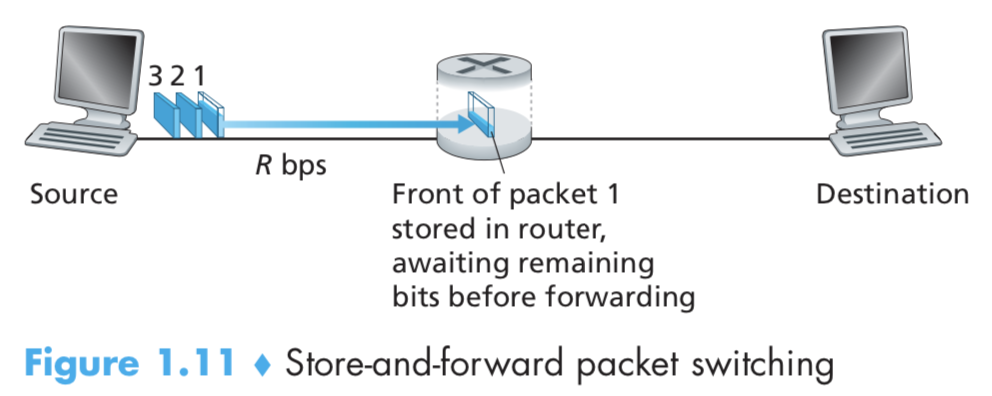 3 2 1
R bps
Source
Front of packet 1
stored in router,
awaiting remaining
bits before forwarding
Destination
Figure 1.11 ♦ Store-and-forward packet switching